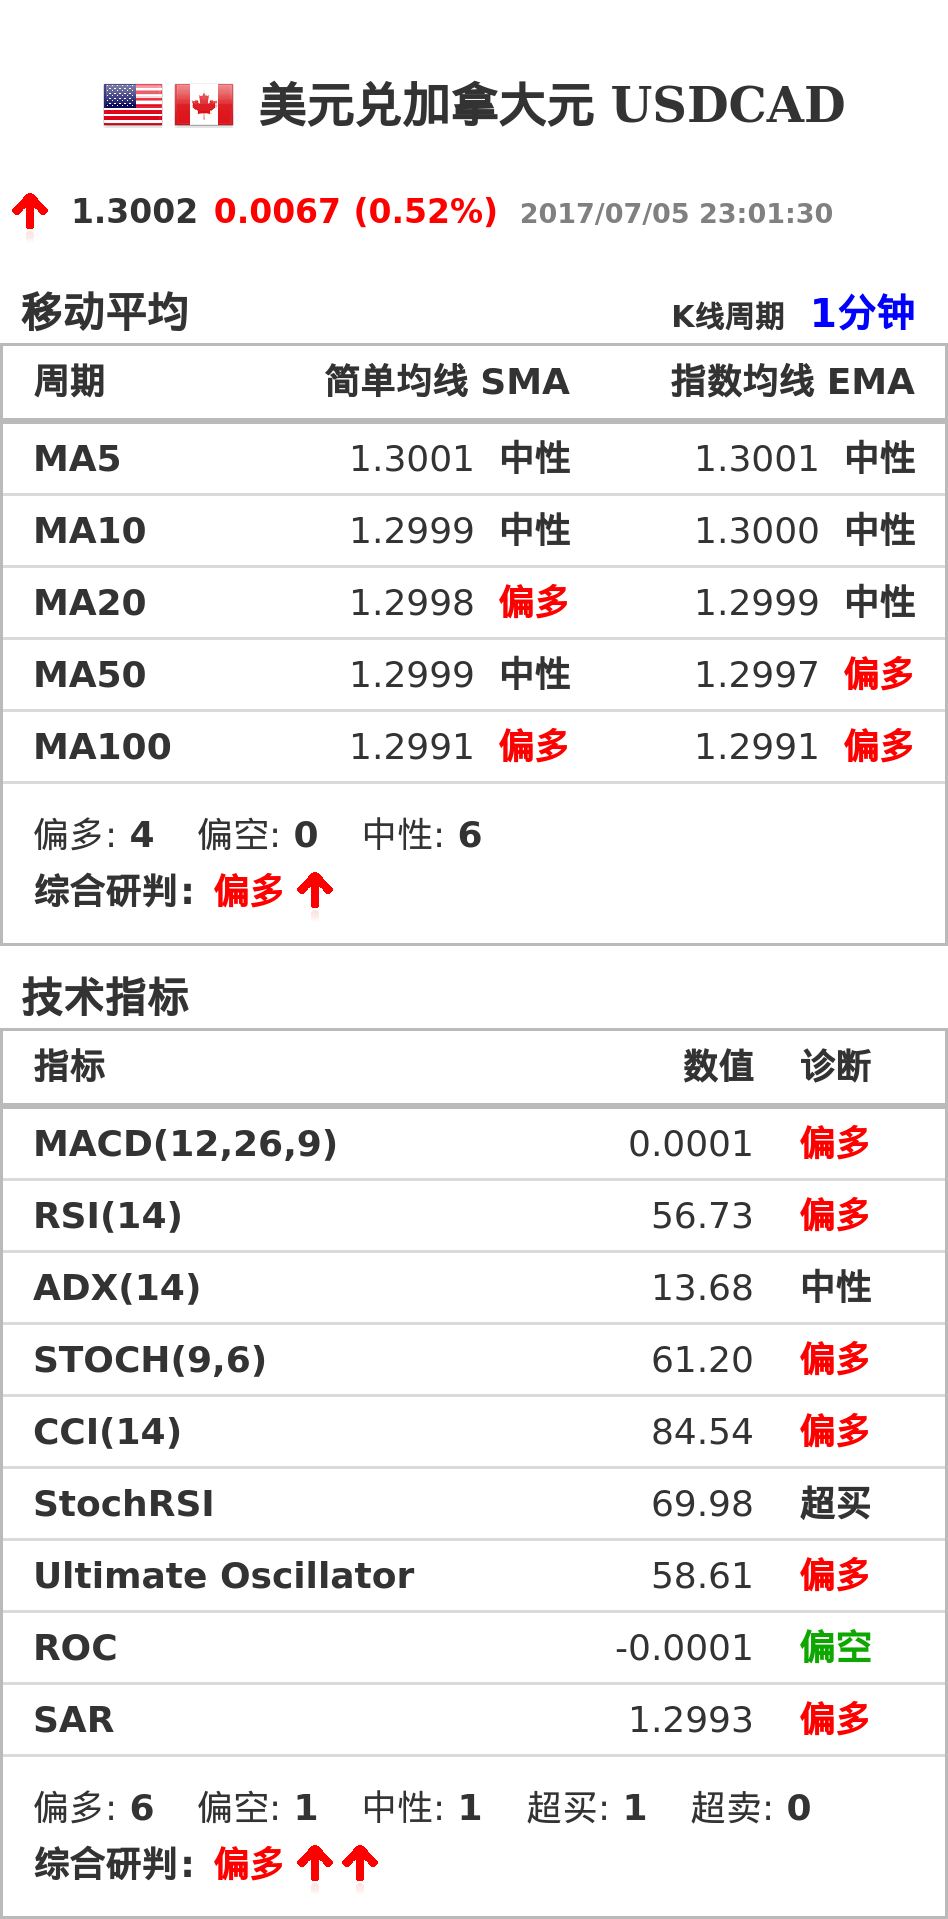 美元兑加拿大元 USDCAD
1.3002 0.0067 (0.52%) 2017/07/05 23:01:30
移动平均 K线周期 1分钟
周期 简单均线 SMA 指数均线 EMA
MA5 1.3001 中性 1.3001 中性
MA10 1.2999 中性 1.3000 中性
MA20 1.2998 偏多 1.2999 中性
MA50 1.2999 中性 1.2997 偏多
MA100 1.2991 偏多 1.2991 偏多
偏多: 4 偏空: 0 中性: 6
综合研判: 偏多
技术指标
指标 数值 诊断
MACD(12,26,9) 0.0001 偏多
RSI(14) 56.73 偏多
ADX(14) 13.68 中性
STOCH(9,6) 61.20 偏多
CCI(14) 84.54 偏多
StochRSI 69.98 超买
Ultimate Oscillator 58.61 偏多
ROC -0.0001 偏空
SAR 1.2993 偏多
偏多: 6 偏空: 1 中性: 1 超买: 1 超卖: 0
综合研判: 偏多